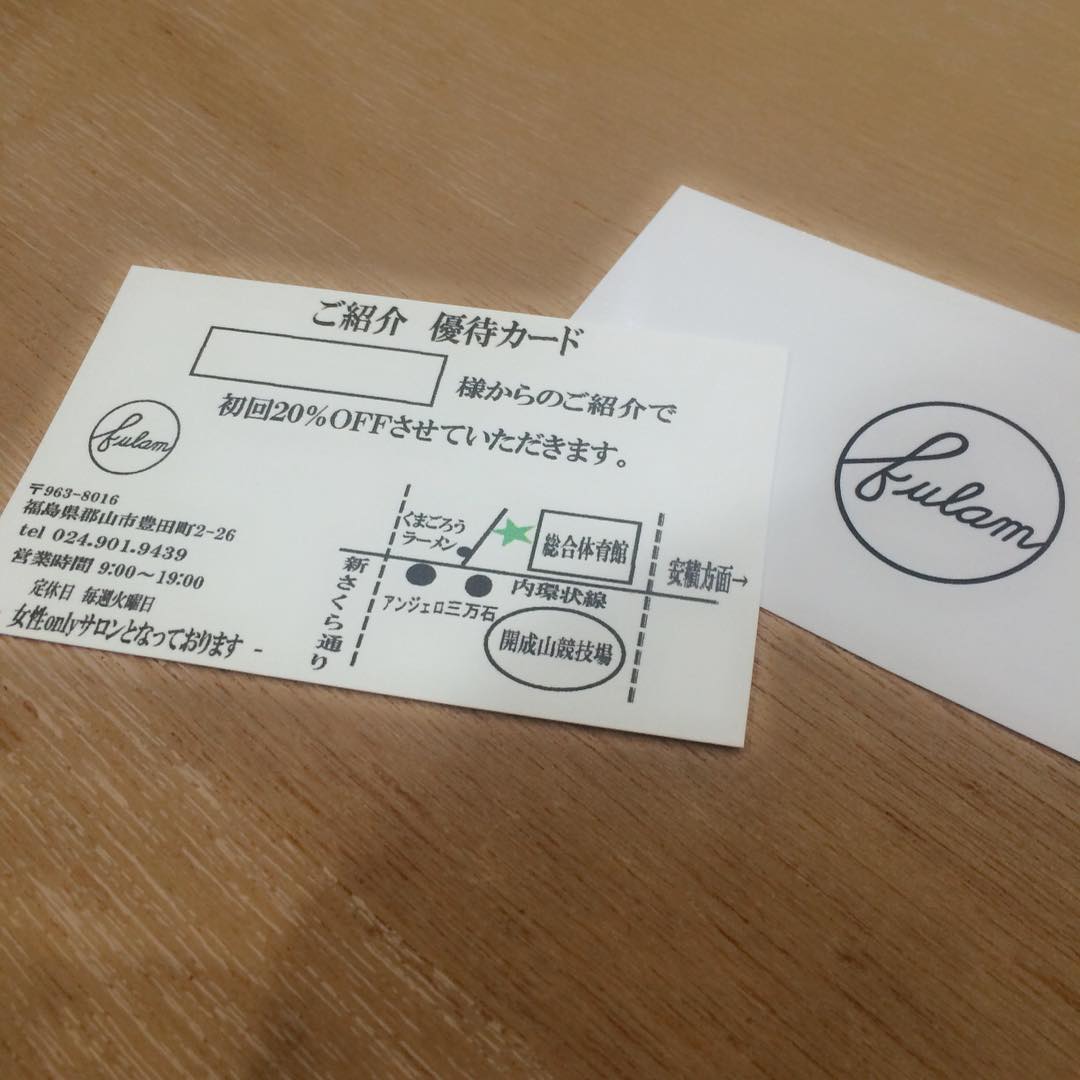 ご紹介 優待カード
様からのご紹介で
初回20%OFFさせていただきます。
fulam
〒963-8016
福島県郡山市豊田町2-26
tel 024.901.9439
営業時間 9:00〜19:00
定休日 毎週火曜日
- 女性onlyサロンとなっております -
くまごろう
ラーメン
総合体育館
安積方面→
新さくら通り
アンジェロ
三万石
内環状線
開成山競技場
fulam